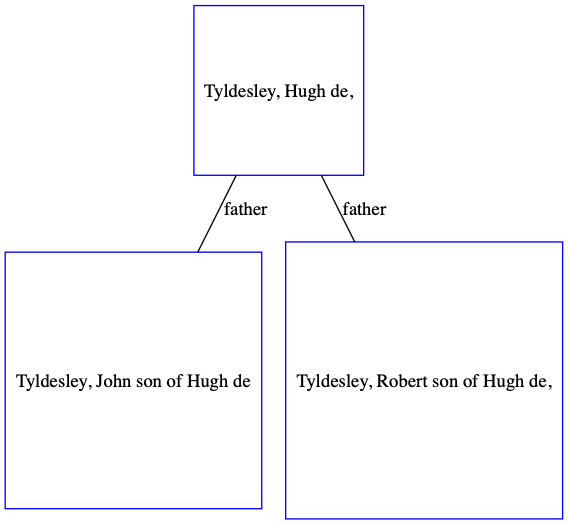 Tyldesley, Hugh de,
father
father
Tyldesley, John son of Hugh de
Tyldesley, Robert son of Hugh de,